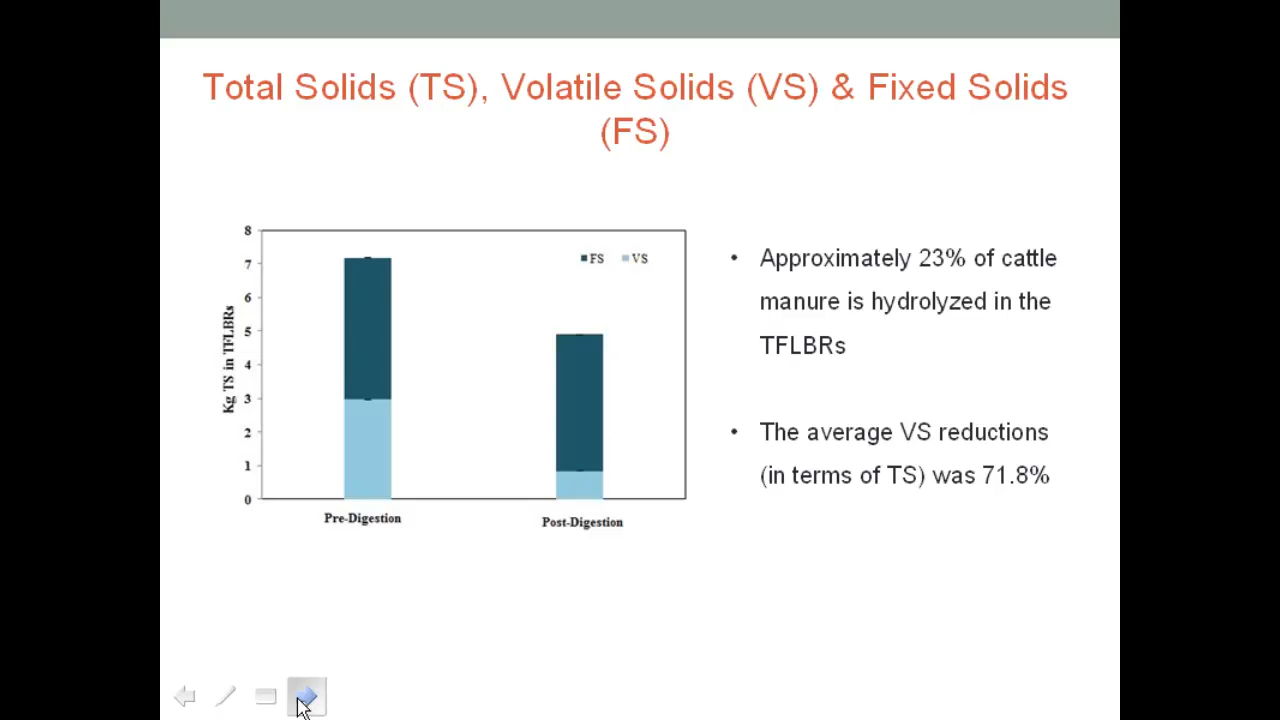 Total Solids (TS), Volatile Solids (VS) & Fixed Solids
(FS)
8
7
6
5
4
3
2
1
0
Kg TS in TFLBRs
FS VS
Pre-Digestion
Post-Digestion
• Approximately 23% of cattle
manure is hydrolyzed in the
TFLBRs
• The average VS reductions
(in terms of TS) was 71.8%